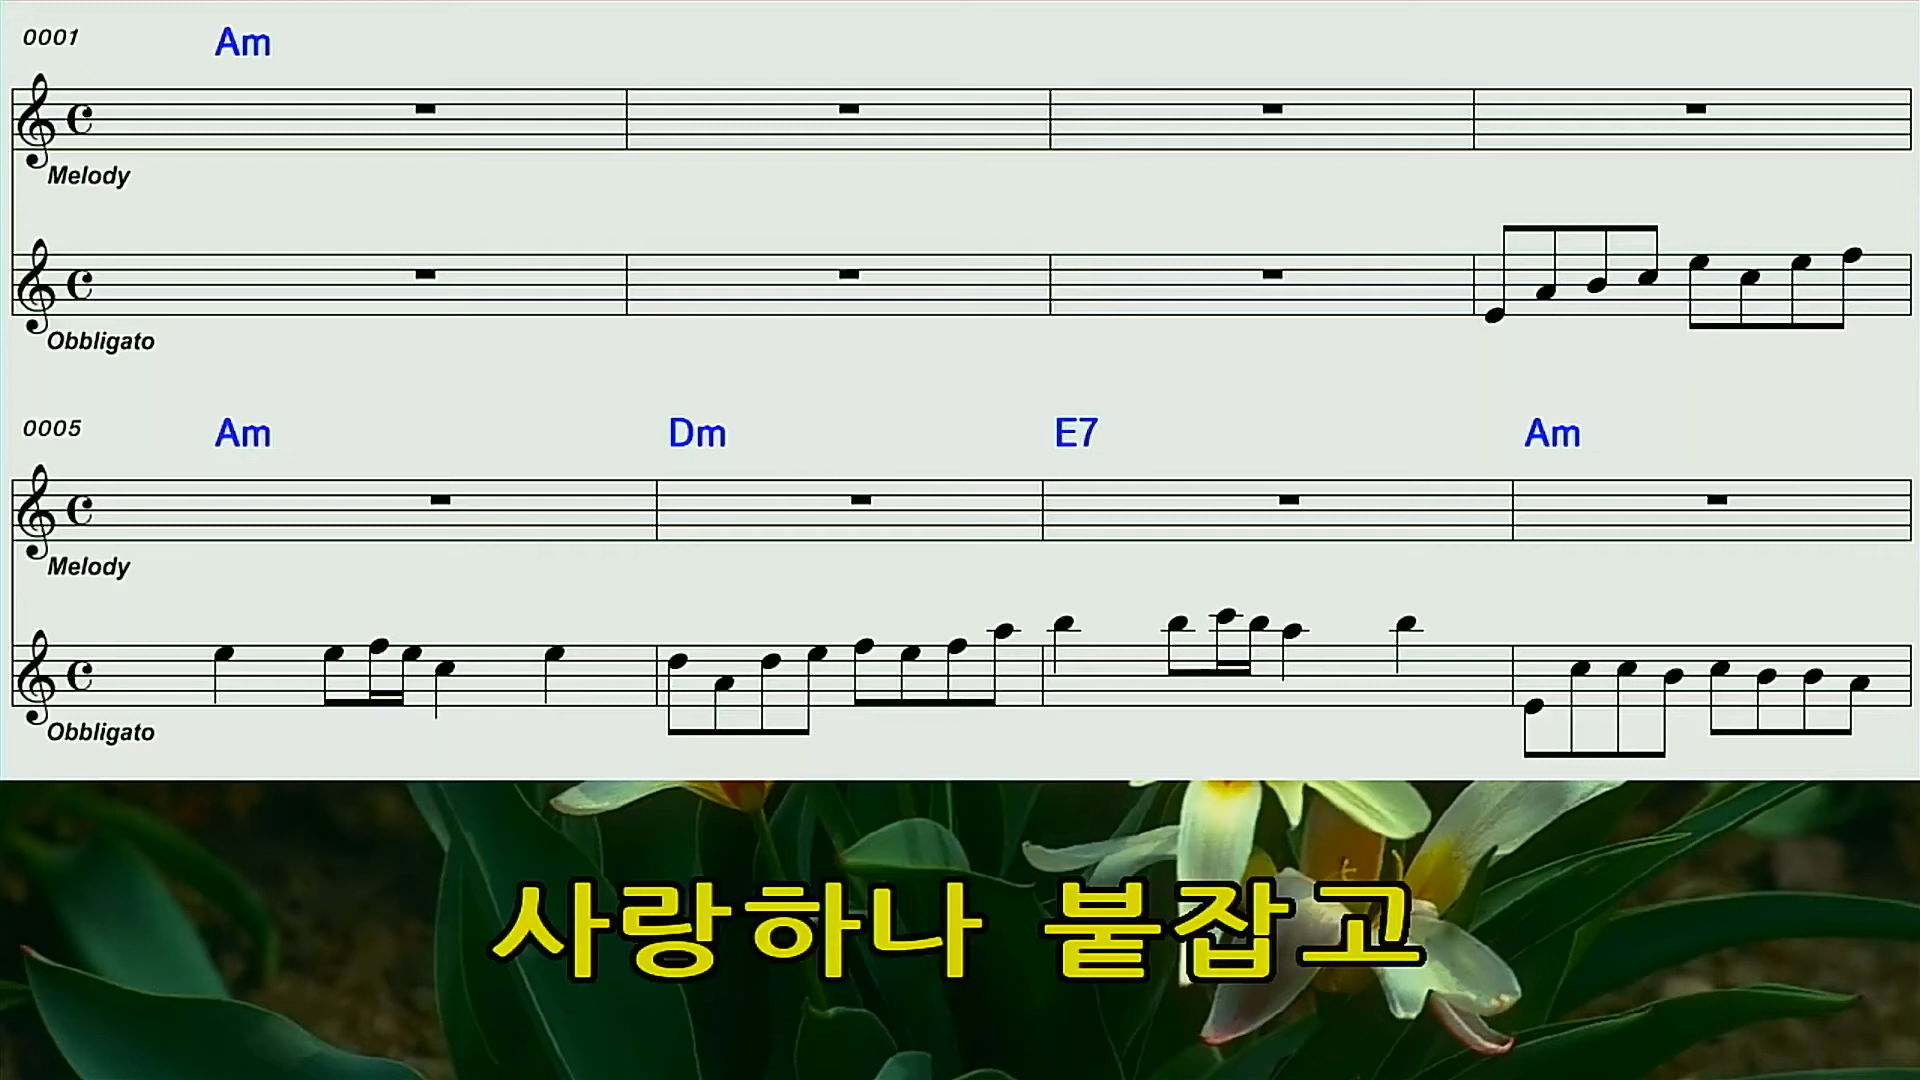 0001 Am
Melody
Obbligato
0005 Am Dm E7 Am
Melody
Obbligato
사랑하나 붙잡고